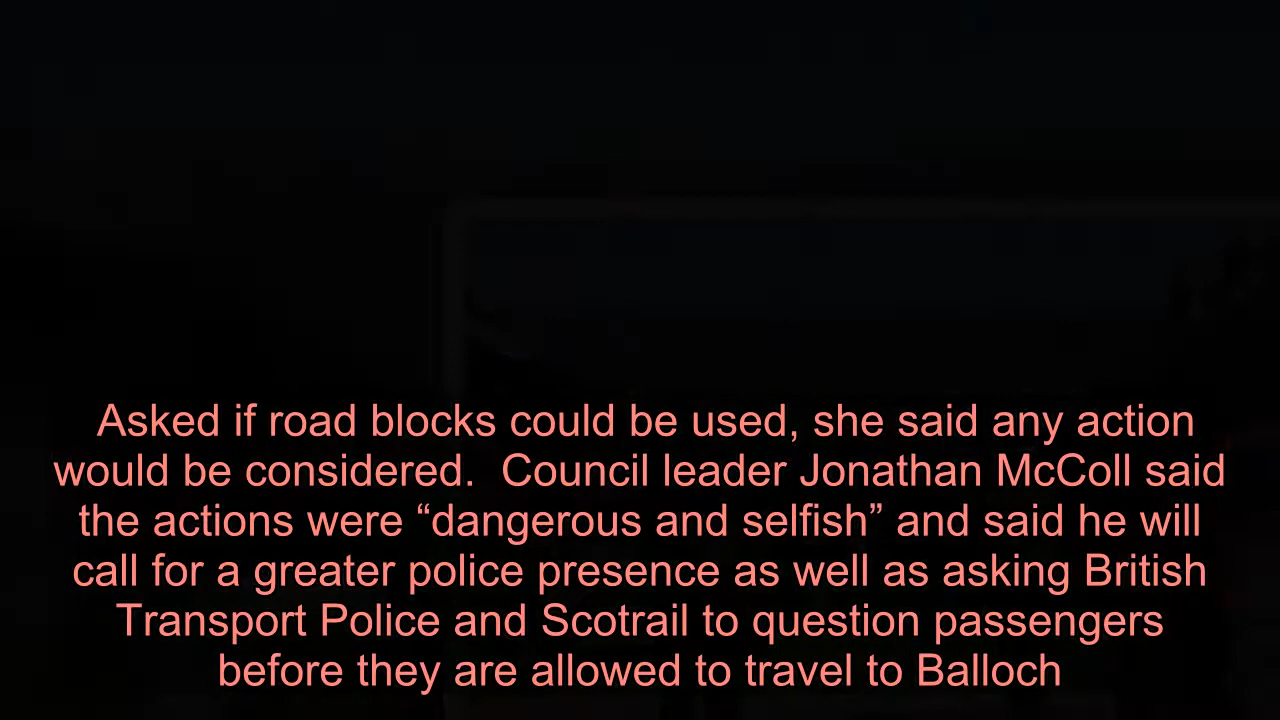 Asked if road blocks could be used, she said any action
would be considered.  Council leader Jonathan McColl said
the actions were “dangerous and selfish” and said he will
call for a greater police presence as well as asking British
Transport Police and Scotrail to question passengers
before they are allowed to travel to Balloch